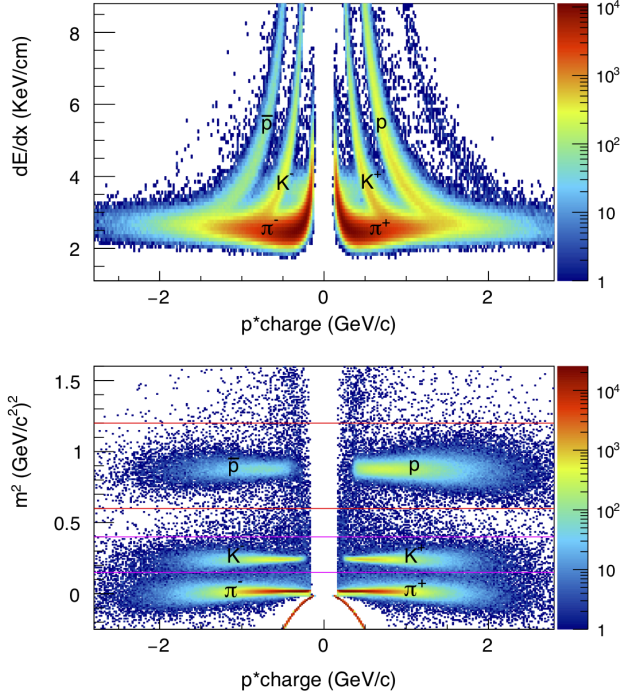 dE/dx (KeV/cm)
8
6
4
2
p̅
p
K⁻
K⁺
π⁻
π⁺
−2
0
2
p*charge (GeV/c)
10⁴
10³
10²
10
1
m² (GeV/c²)²
1.5
1
0.5
0
p̅
p
K⁻
K⁺
π⁻
π⁺
−2
0
2
p*charge (GeV/c)
10⁴
10³
10²
10
1